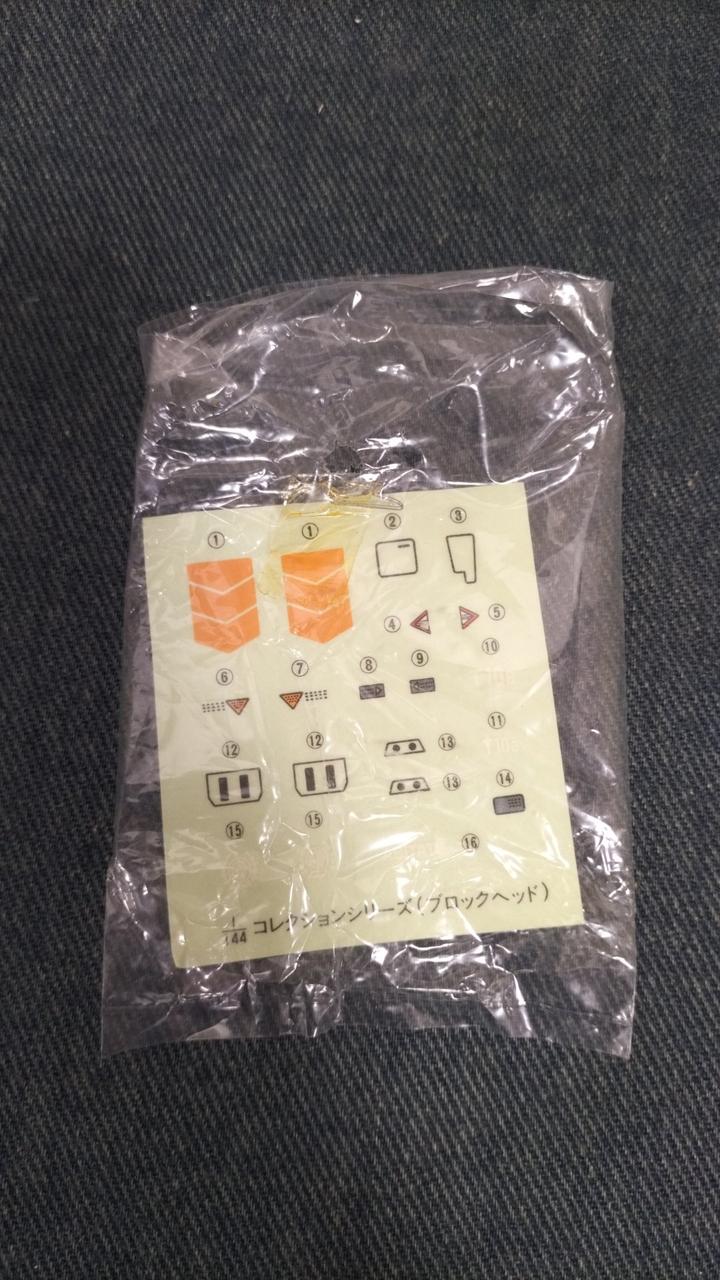 ① ① ② ③
④ ⑤
⑥ ⑦ ⑧ ⑨ ⑩
⑪
⑫ ⑫ ⑬
⑬ ⑭
⑮ ⑮ ⑯
1/144 コレクションシリーズ(ブロックヘッド)